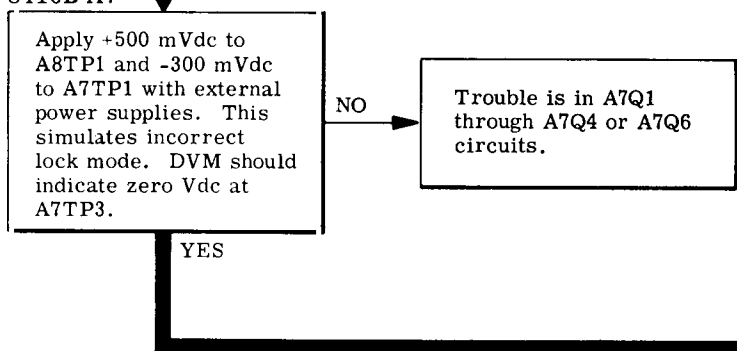 Apply +500 mVdc to
A8TP1 and -300 mVdc
to A7TP1 with external
power supplies. This
simulates incorrect
lock mode. DVM should
indicate zero Vdc at
A7TP3.
NO
Trouble is in A7Q1
through A7Q4 or A7Q6
circuits.
YES